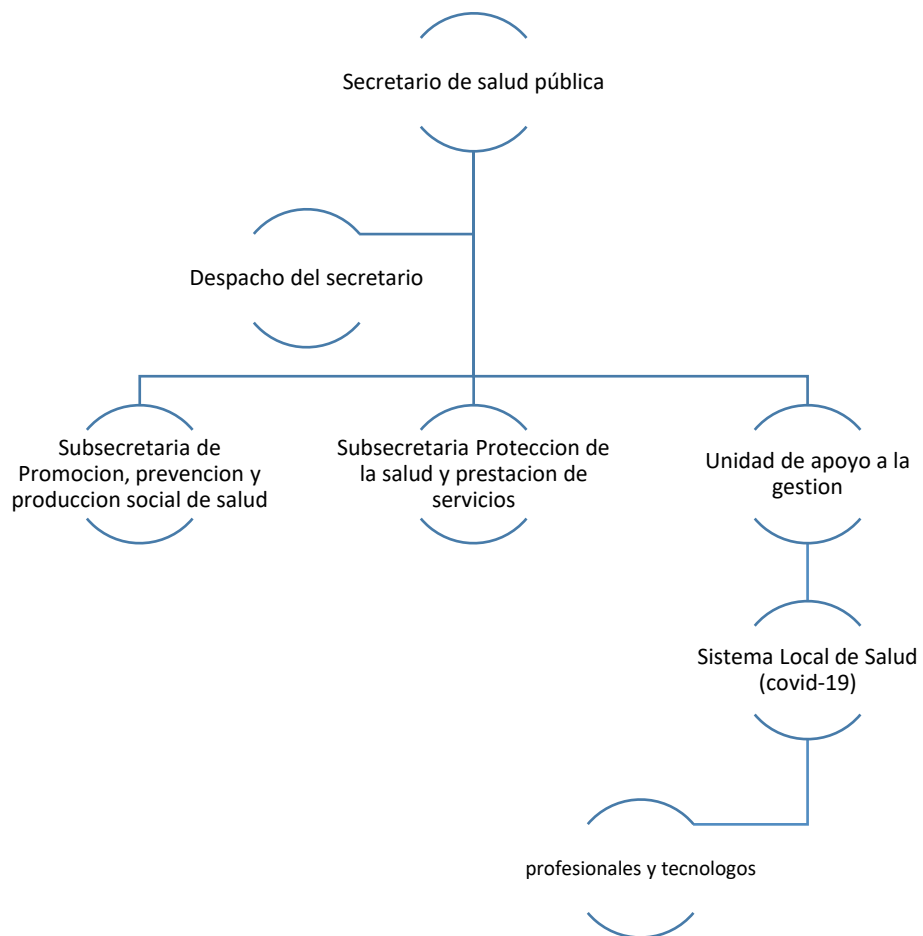 Secretario de salud pública
Despacho del secretario
Subsecretaria de
Promocion, prevencion y
produccion social de salud
Subsecretaria Proteccion de
la salud y prestacion de
servicios
Unidad de apoyo a la
gestion
Sistema Local de Salud
(covid-19)
profesionales y tecnologos